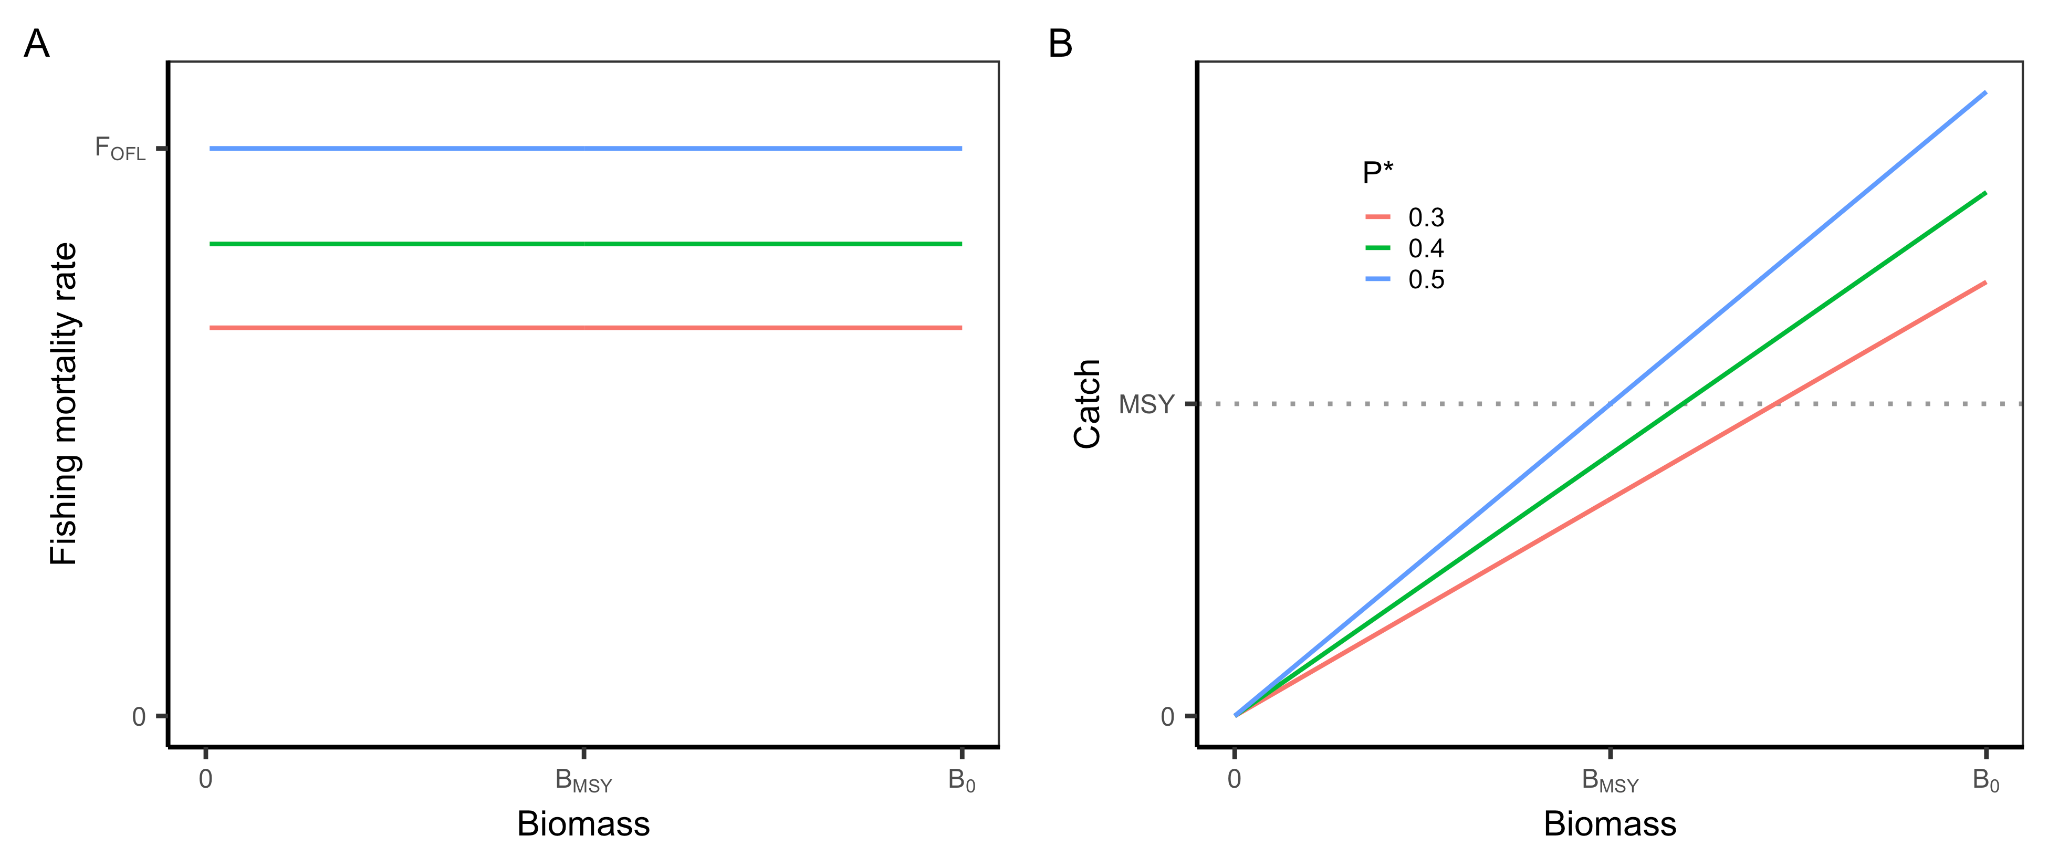 A
F_OFL
Fishing mortality rate
0
0 B_MSY B_0
Biomass
B
P*
0.3
0.4
0.5
MSY
Catch
0
0 B_MSY B_0
Biomass